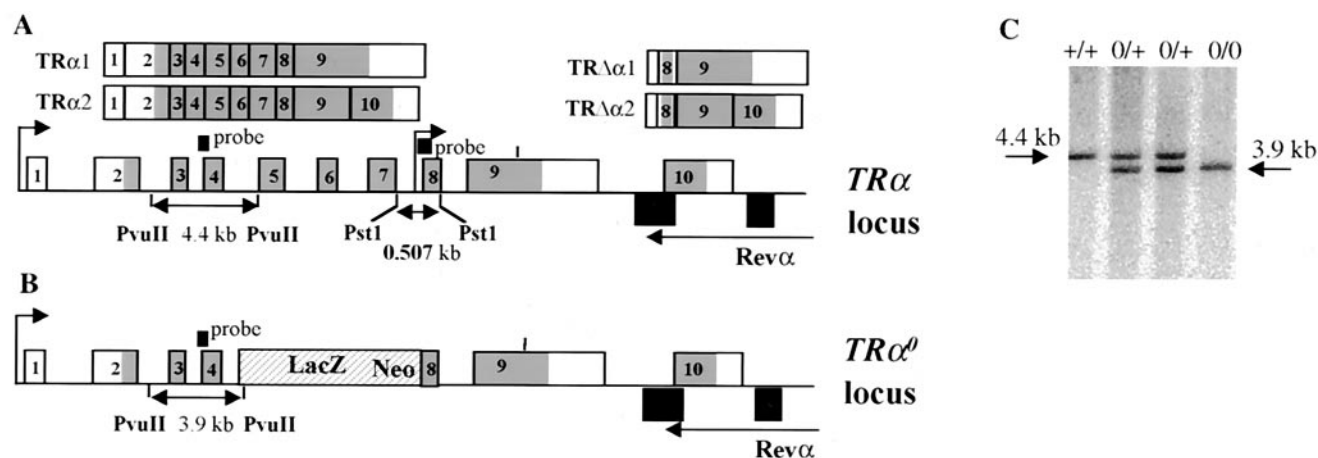 A
TRα1 1 2 3 4 5 6 7 8 9
TRΔα1 8 9
TRα2 1 2 3 4 5 6 7 8 9 10
TRΔα2 8 9 10
probe probe
1 2 3 4 5 6 7 8 9 10
TRα
locus
PvuII 4.4 kb PvuII
Pst1 Pst1
0.507 kb
Revα
B
probe
1 2 3 4 LacZ Neo 8 9 10
TRα⁰
locus
PvuII 3.9 kb PvuII
Revα
C
+/+ 0/+ 0/+ 0/0
4.4 kb
3.9 kb